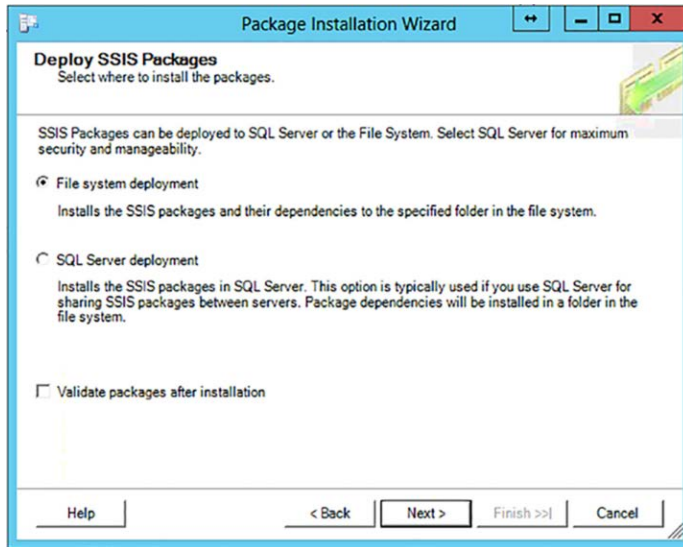 Package Installation Wizard
Deploy SSIS Packages
Select where to install the packages.
SSIS Packages can be deployed to SQL Server or the File System. Select SQL Server for maximum
security and manageability.
File system deployment
Installs the SSIS packages and their dependencies to the specified folder in the file system.
SQL Server deployment
Installs the SSIS packages in SQL Server. This option is typically used if you use SQL Server for
sharing SSIS packages between servers. Package dependencies will be installed in a folder in the
file system.
Validate packages after installation
Help < Back Next > Finish >>| Cancel